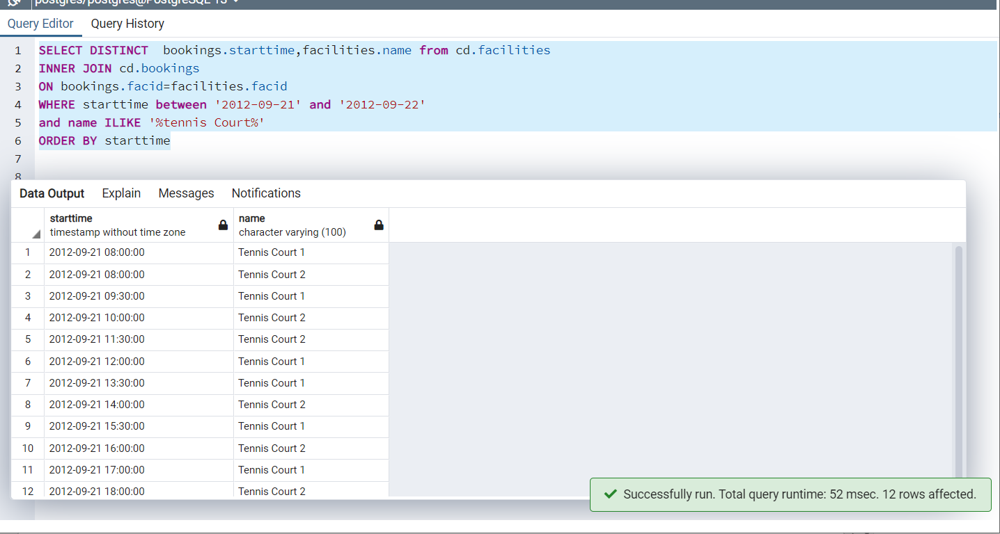 postgres/postgres@PostgreSQL 13
Query Editor Query History
1 SELECT DISTINCT  bookings.starttime,facilities.name from cd.facilities
2 INNER JOIN cd.bookings
3 ON bookings.facid=facilities.facid
4 WHERE starttime between '2012-09-21' and '2012-09-22'
5 and name ILIKE '%tennis Court%'
6 ORDER BY starttime
7
8
Data Output Explain Messages Notifications
starttime name
timestamp without time zone character varying (100)
1 2012-09-21 08:00:00 Tennis Court 1
2 2012-09-21 08:00:00 Tennis Court 2
3 2012-09-21 09:30:00 Tennis Court 1
4 2012-09-21 10:00:00 Tennis Court 2
5 2012-09-21 11:30:00 Tennis Court 2
6 2012-09-21 12:00:00 Tennis Court 1
7 2012-09-21 13:30:00 Tennis Court 1
8 2012-09-21 14:00:00 Tennis Court 2
9 2012-09-21 15:30:00 Tennis Court 1
10 2012-09-21 16:00:00 Tennis Court 2
11 2012-09-21 17:00:00 Tennis Court 1
12 2012-09-21 18:00:00 Tennis Court 2
Successfully run. Total query runtime: 52 msec. 12 rows affected.